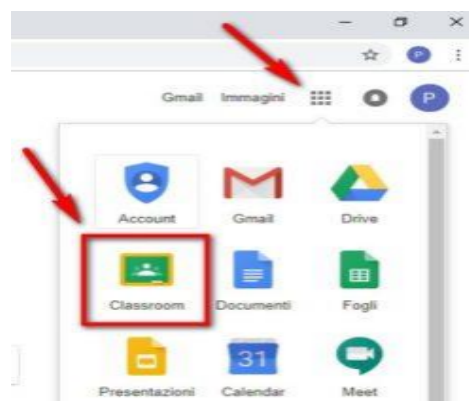 P
Gmail Immagini P
Account Gmail Drive
Classroom Documenti Fogli
31
Presentazioni Calendar Meet